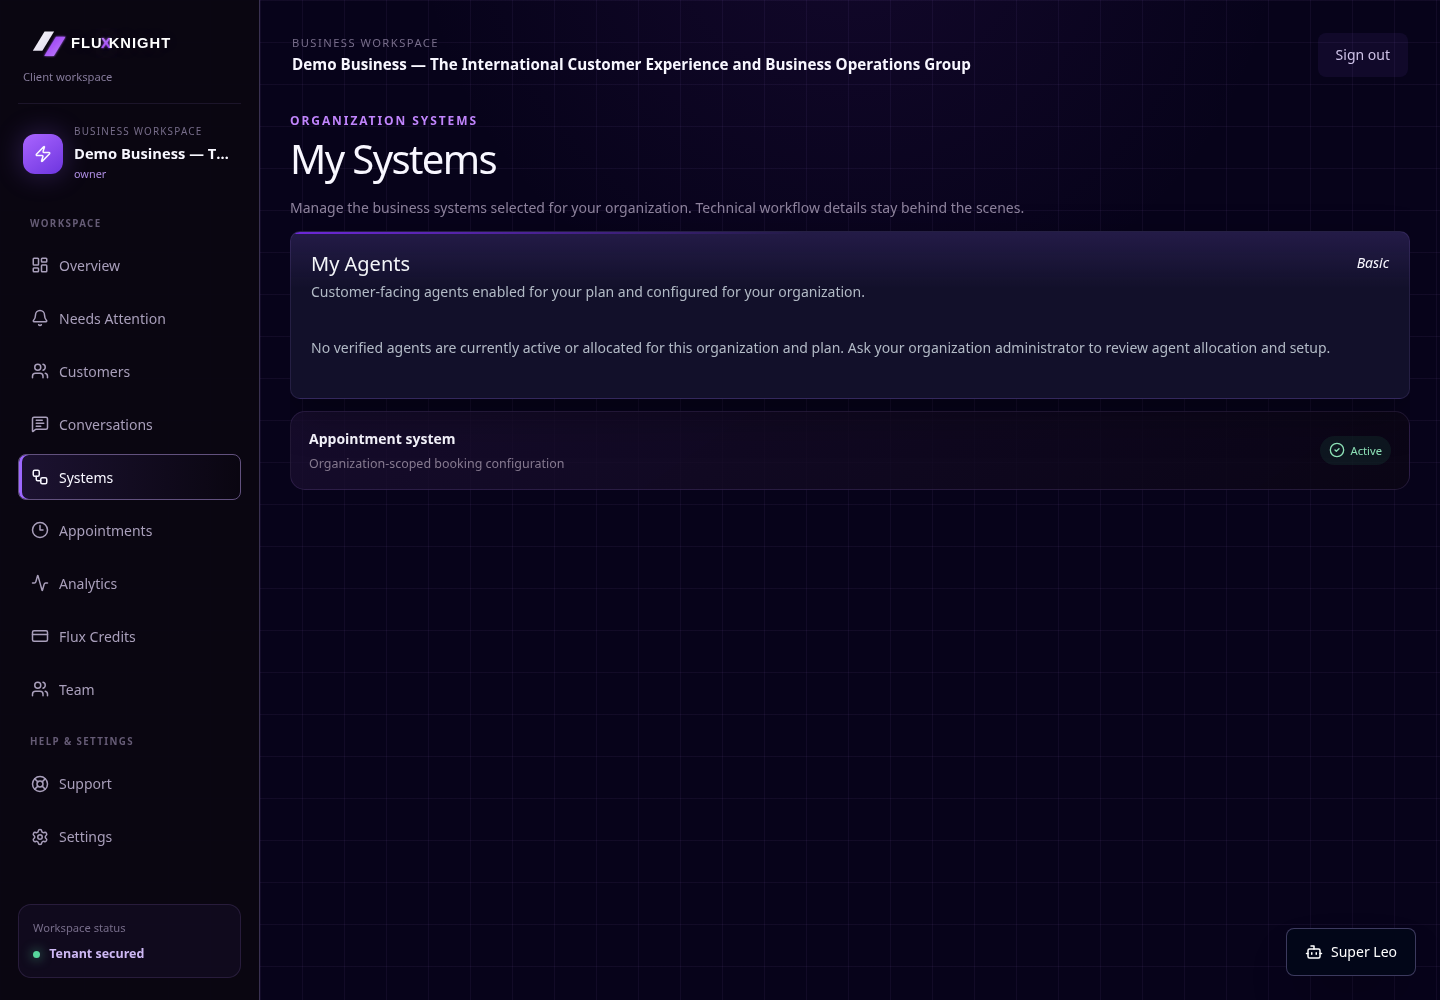 FLUXKNIGHT
Client workspace
BUSINESS WORKSPACE
Demo Business — T...
owner
WORKSPACE
Overview
Needs Attention
Customers
Conversations
Systems
Appointments
Analytics
Flux Credits
Team
HELP & SETTINGS
Support
Settings
Workspace status
Tenant secured
BUSINESS WORKSPACE
Demo Business — The International Customer Experience and Business Operations Group
Sign out
ORGANIZATION SYSTEMS
My Systems
Manage the business systems selected for your organization. Technical workflow details stay behind the scenes.
My Agents
Basic
Customer-facing agents enabled for your plan and configured for your organization.
No verified agents are currently active or allocated for this organization and plan. Ask your organization administrator to review agent allocation and setup.
Appointment system
Organization-scoped booking configuration
Active
Super Leo